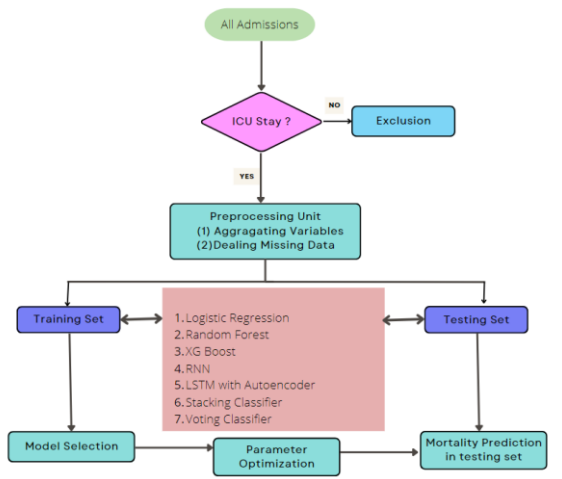 All Admissions
ICU Stay ?
NO
Exclusion
YES
Preprocessing Unit
(1) Aggragating Variables
(2)Dealing Missing Data
Training Set
1. Logistic Regression
2. Random Forest
3. XG Boost
4. RNN
5. LSTM with Autoencoder
6. Stacking Classifier
7. Voting Classifier
Testing Set
Model Selection
Parameter
Optimization
Mortality Prediction
in testing set